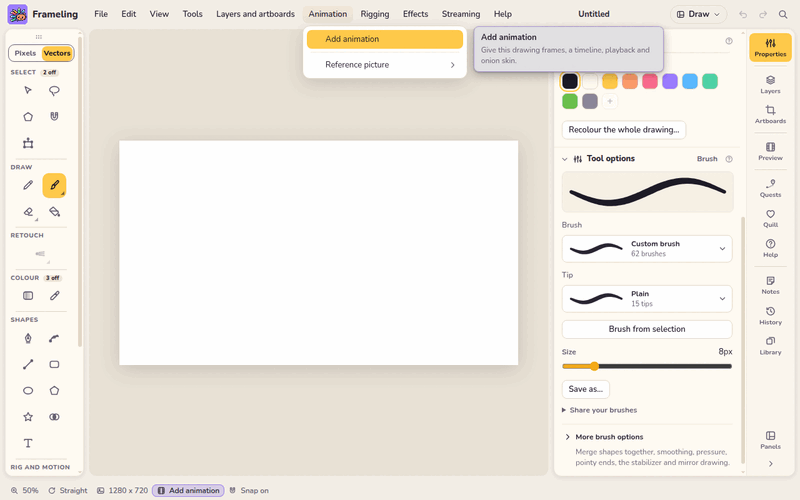 Frameling
File
Edit
View
Tools
Layers and artboards
Animation
Rigging
Effects
Streaming
Help
Untitled
Draw
Add animation
Reference picture
Add animation
Give this drawing frames, a timeline, playback and
onion skin.
Pixels
Vectors
SELECT
2 off
DRAW
RETOUCH
COLOUR
3 off
SHAPES
RIG AND MOTION
Recolour the whole drawing...
Tool options
Brush
Brush
Custom brush
62 brushes
Tip
Plain
15 tips
Brush from selection
Size
8px
Save as...
Share your brushes
More brush options
Merge shapes together, smoothing, pressure,
pointy ends, the stabilizer and mirror drawing.
Properties
Layers
Artboards
Preview
Quests
Quill
Help
Notes
History
Library
Panels
50%
Straight
1280 x 720
Add animation
Snap on